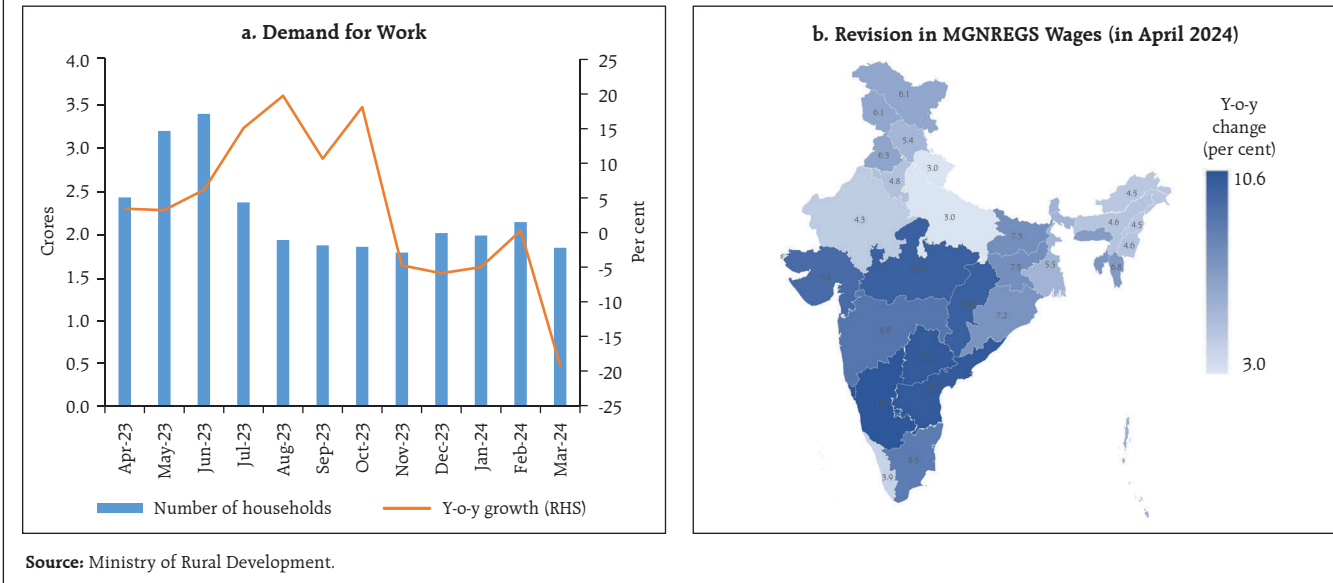 a. Demand for Work
Crores
4.0
3.5
3.0
2.5
2.0
1.5
1.0
0.5
0.0
25
20
15
10
5
0
-5
-10
-15
-20
-25
Per cent
Apr-23
May-23
Jun-23
Jul-23
Aug-23
Sep-23
Oct-23
Nov-23
Dec-23
Jan-24
Feb-24
Mar-24
Number of households
Y-o-y growth (RHS)
b. Revision in MGNREGS Wages (in April 2024)
6.1
6.1
5.4
6.3
3.0
4.8
4.3
3.0
7.5
4.5
4.6
4.5
4.6
6.8
7.5
5.5
7.2
3.9
Y-o-y
change
(per cent)
10.6
3.0
Source: Ministry of Rural Development.